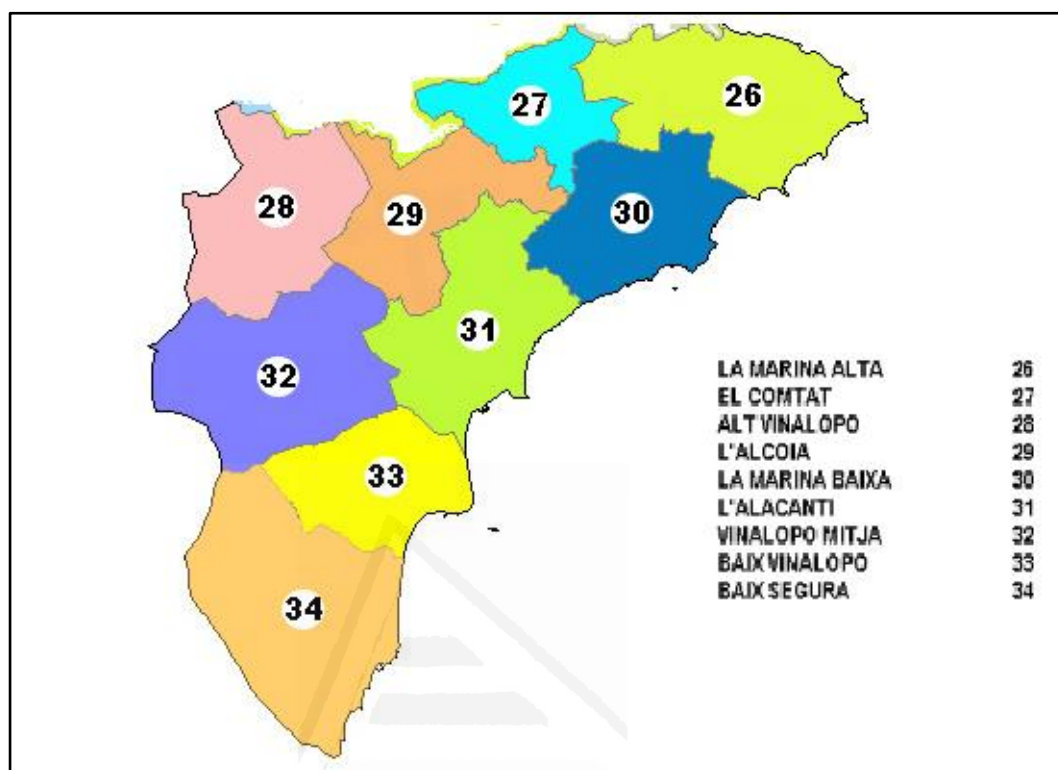 27
26
28
29
30
31
32
33
34
LA MARINA ALTA 26
EL COMTAT 27
ALT VINALOPO 28
L'ALCOIA 29
LA MARINA BAIXA 30
L'ALACANTI 31
VINALOPO MITJA 32
BAIX VINALOPO 33
BAIX SEGURA 34